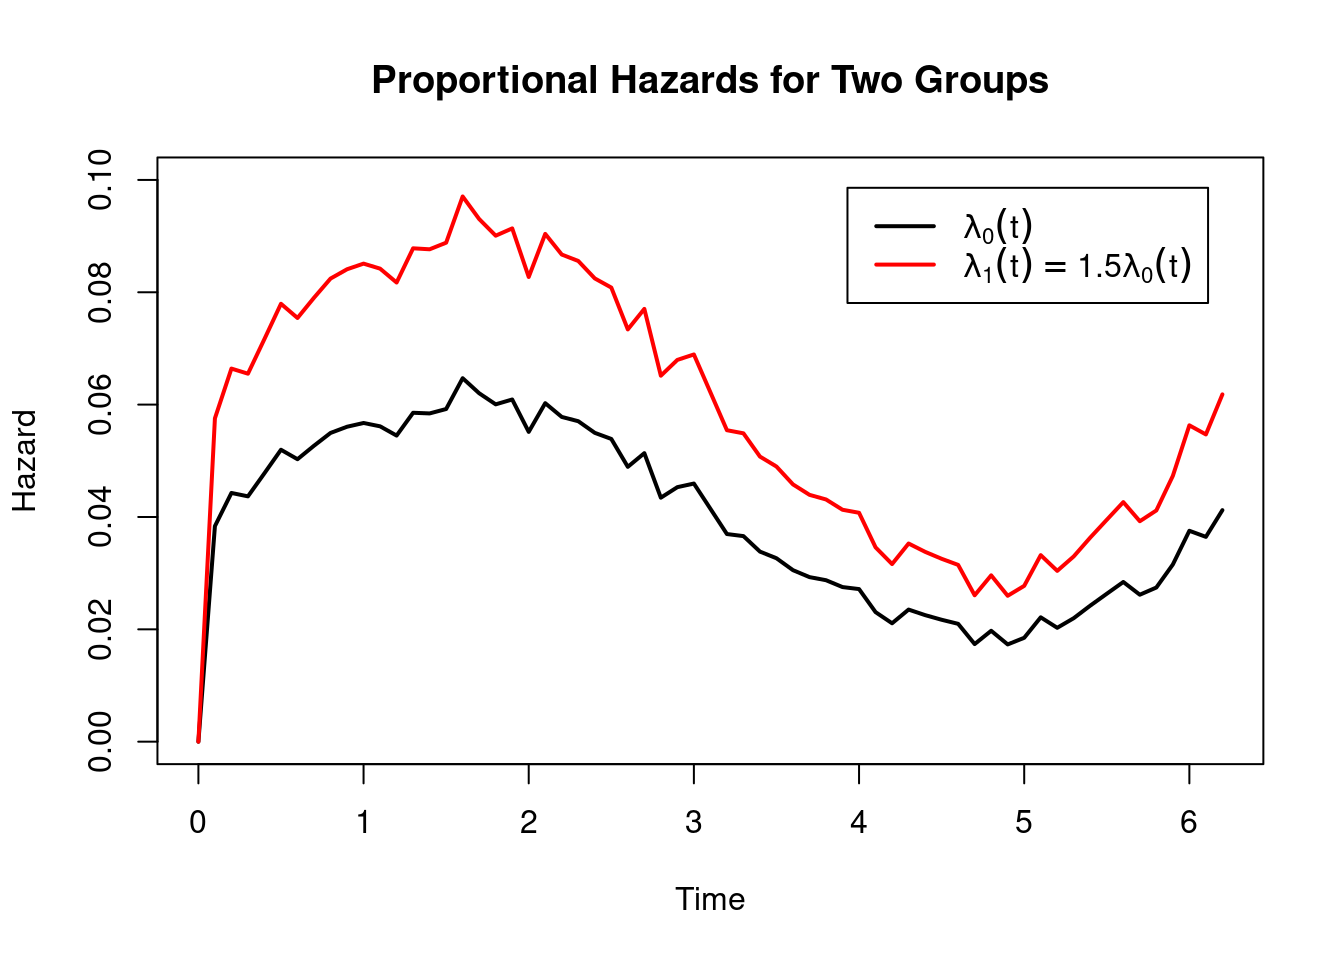 Proportional Hazards for Two Groups
0.10
0.08
0.06
0.04
0.02
0.00
Hazard
λ₀(t)
λ₁(t) = 1.5λ₀(t)
0 1 2 3 4 5 6
Time